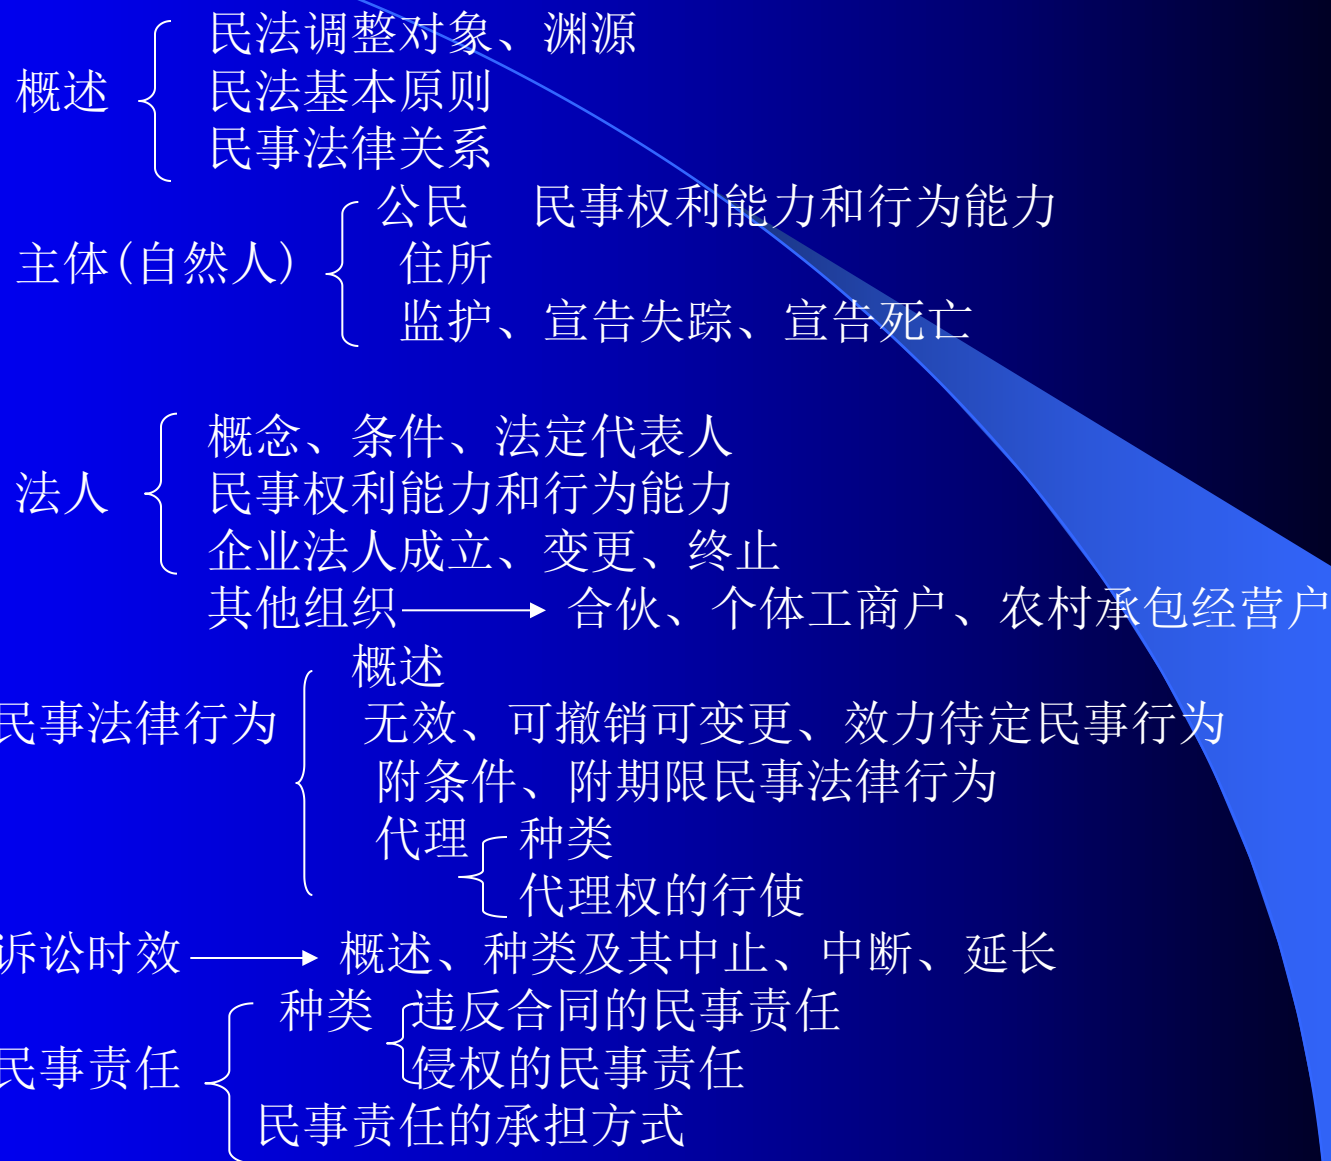 民法调整对象、渊源
概述 民法基本原则
民事法律关系
公民 民事权利能力和行为能力
主体(自然人) 住所
监护、宣告失踪、宣告死亡
概念、条件、法定代表人
法人 民事权利能力和行为能力
企业法人成立、变更、终止
其他组织 合伙、个体工商户、农村承包经营户
概述
民事法律行为 无效、可撤销可变更、效力待定民事行为
附条件、附期限民事法律行为
代理 种类
代理权的行使
诉讼时效 概述、种类及其中止、中断、延长
种类 违反合同的民事责任
民事责任 侵权的民事责任
民事责任的承担方式